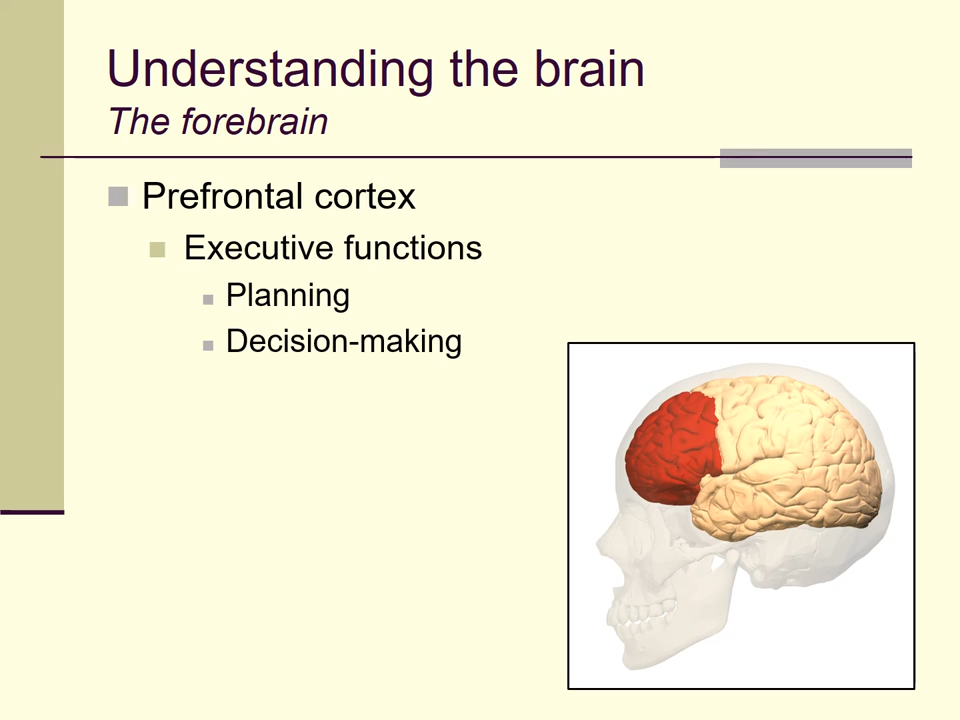 Understanding the brain
The forebrain
Prefrontal cortex
Executive functions
Planning
Decision-making